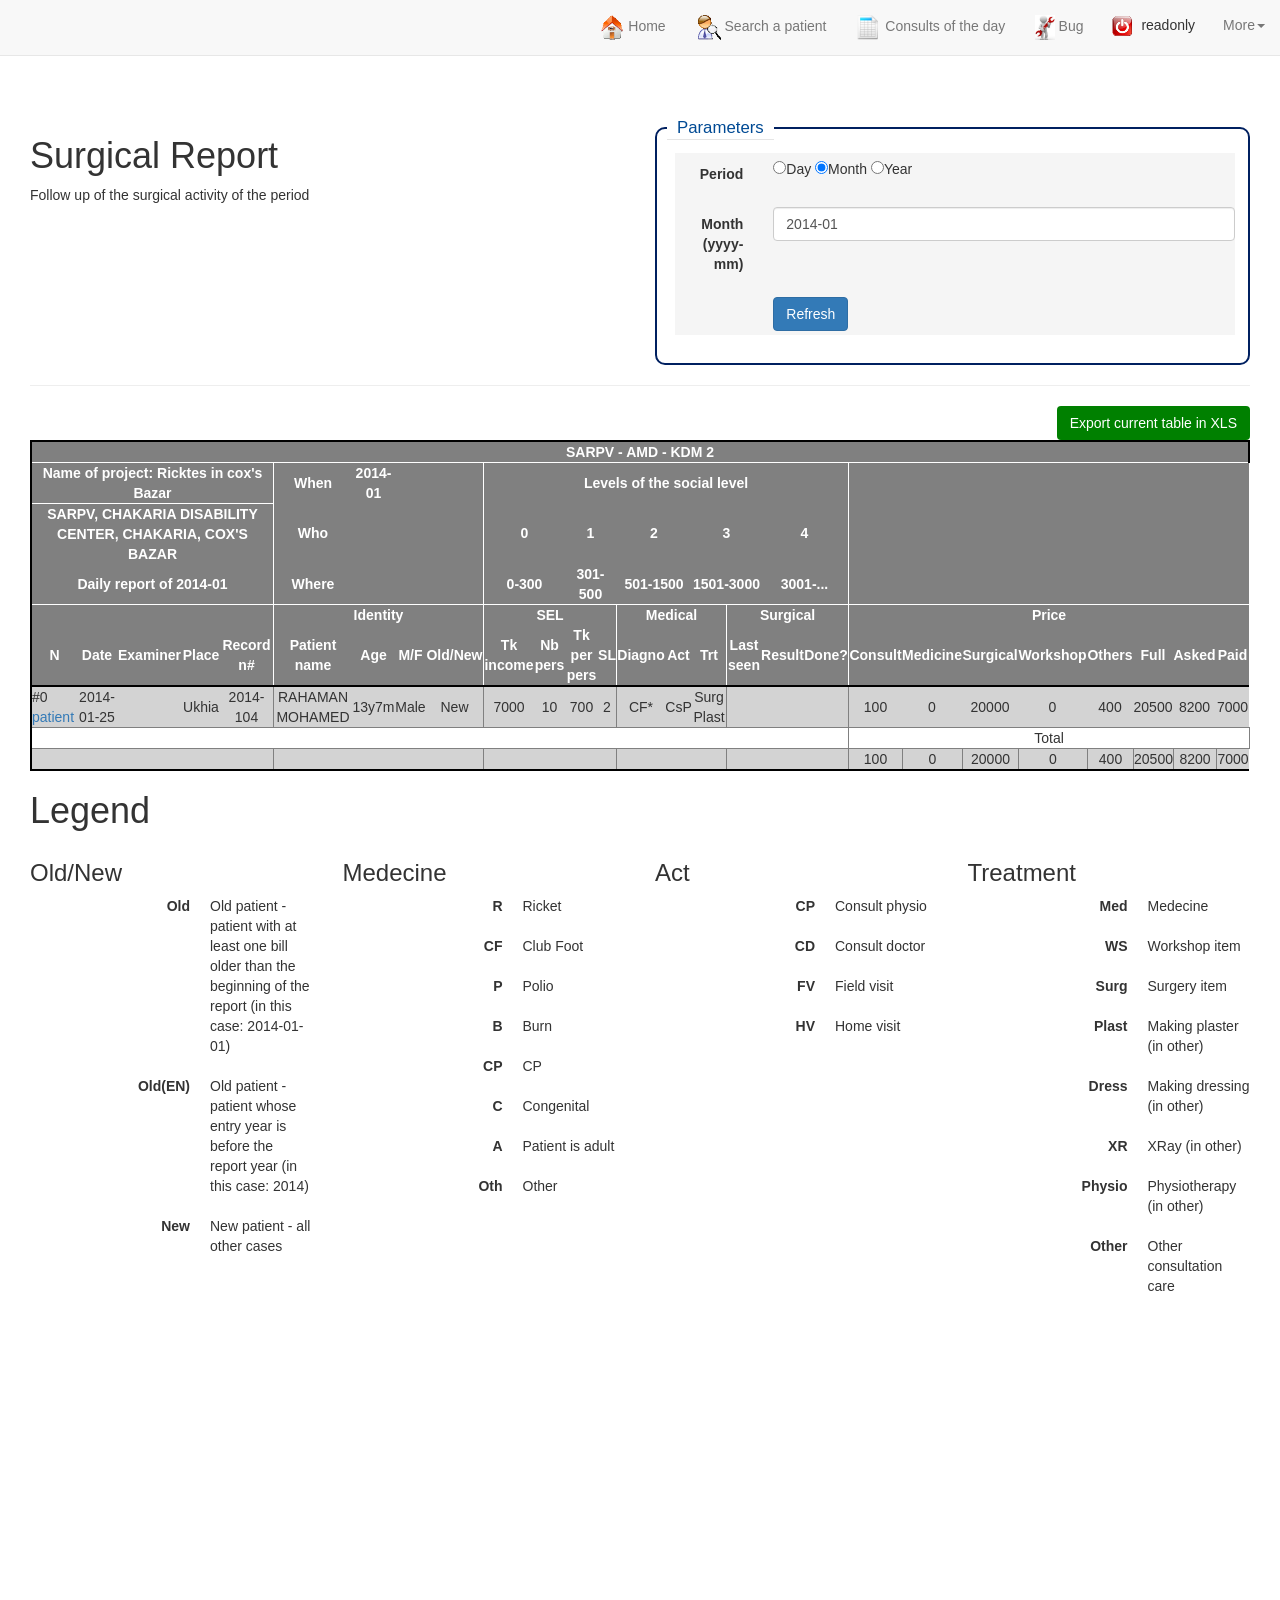 Home Search a patient Consults of the day Bug readonly More
Surgical Report
Follow up of the surgical activity of the period
Parameters
Period Day Month Year
Month (yyyy-mm) 2014-01
Refresh
Export current table in XLS
SARPV - AMD - KDM 2
Name of project: Ricktes in cox's Bazar When 2014-01 Levels of the social level
SARPV, CHAKARIA DISABILITY CENTER, CHAKARIA, COX'S BAZAR Who 0 1 2 3 4
Daily report of 2014-01 Where 0-300 301-500 501-1500 1501-3000 3001-...
Identity SEL Medical Surgical Price
N Date Examiner Place Record n# Patient name Age M/F Old/New Tk income Nb pers Tk per pers SL Diagno Act Trt Last seen Result Done? Consult Medicine Surgical Workshop Others Full Asked Paid
#0 patient 2014-01-25 Ukhia 2014-104 RAHAMAN MOHAMED 13y7m Male New 7000 10 700 2 CF* CsP Surg Plast 100 0 20000 0 400 20500 8200 7000
Total
100 0 20000 0 400 20500 8200 7000
Legend
Old/New
Old Old patient - patient with at least one bill older than the beginning of the report (in this case: 2014-01-01)
Old(EN) Old patient - patient whose entry year is before the report year (in this case: 2014)
New New patient - all other cases
Medecine
R Ricket
CF Club Foot
P Polio
B Burn
CP CP
C Congenital
A Patient is adult
Oth Other
Act
CP Consult physio
CD Consult doctor
FV Field visit
HV Home visit
Treatment
Med Medecine
WS Workshop item
Surg Surgery item
Plast Making plaster (in other)
Dress Making dressing (in other)
XR XRay (in other)
Physio Physiotherapy (in other)
Other Other consultation care